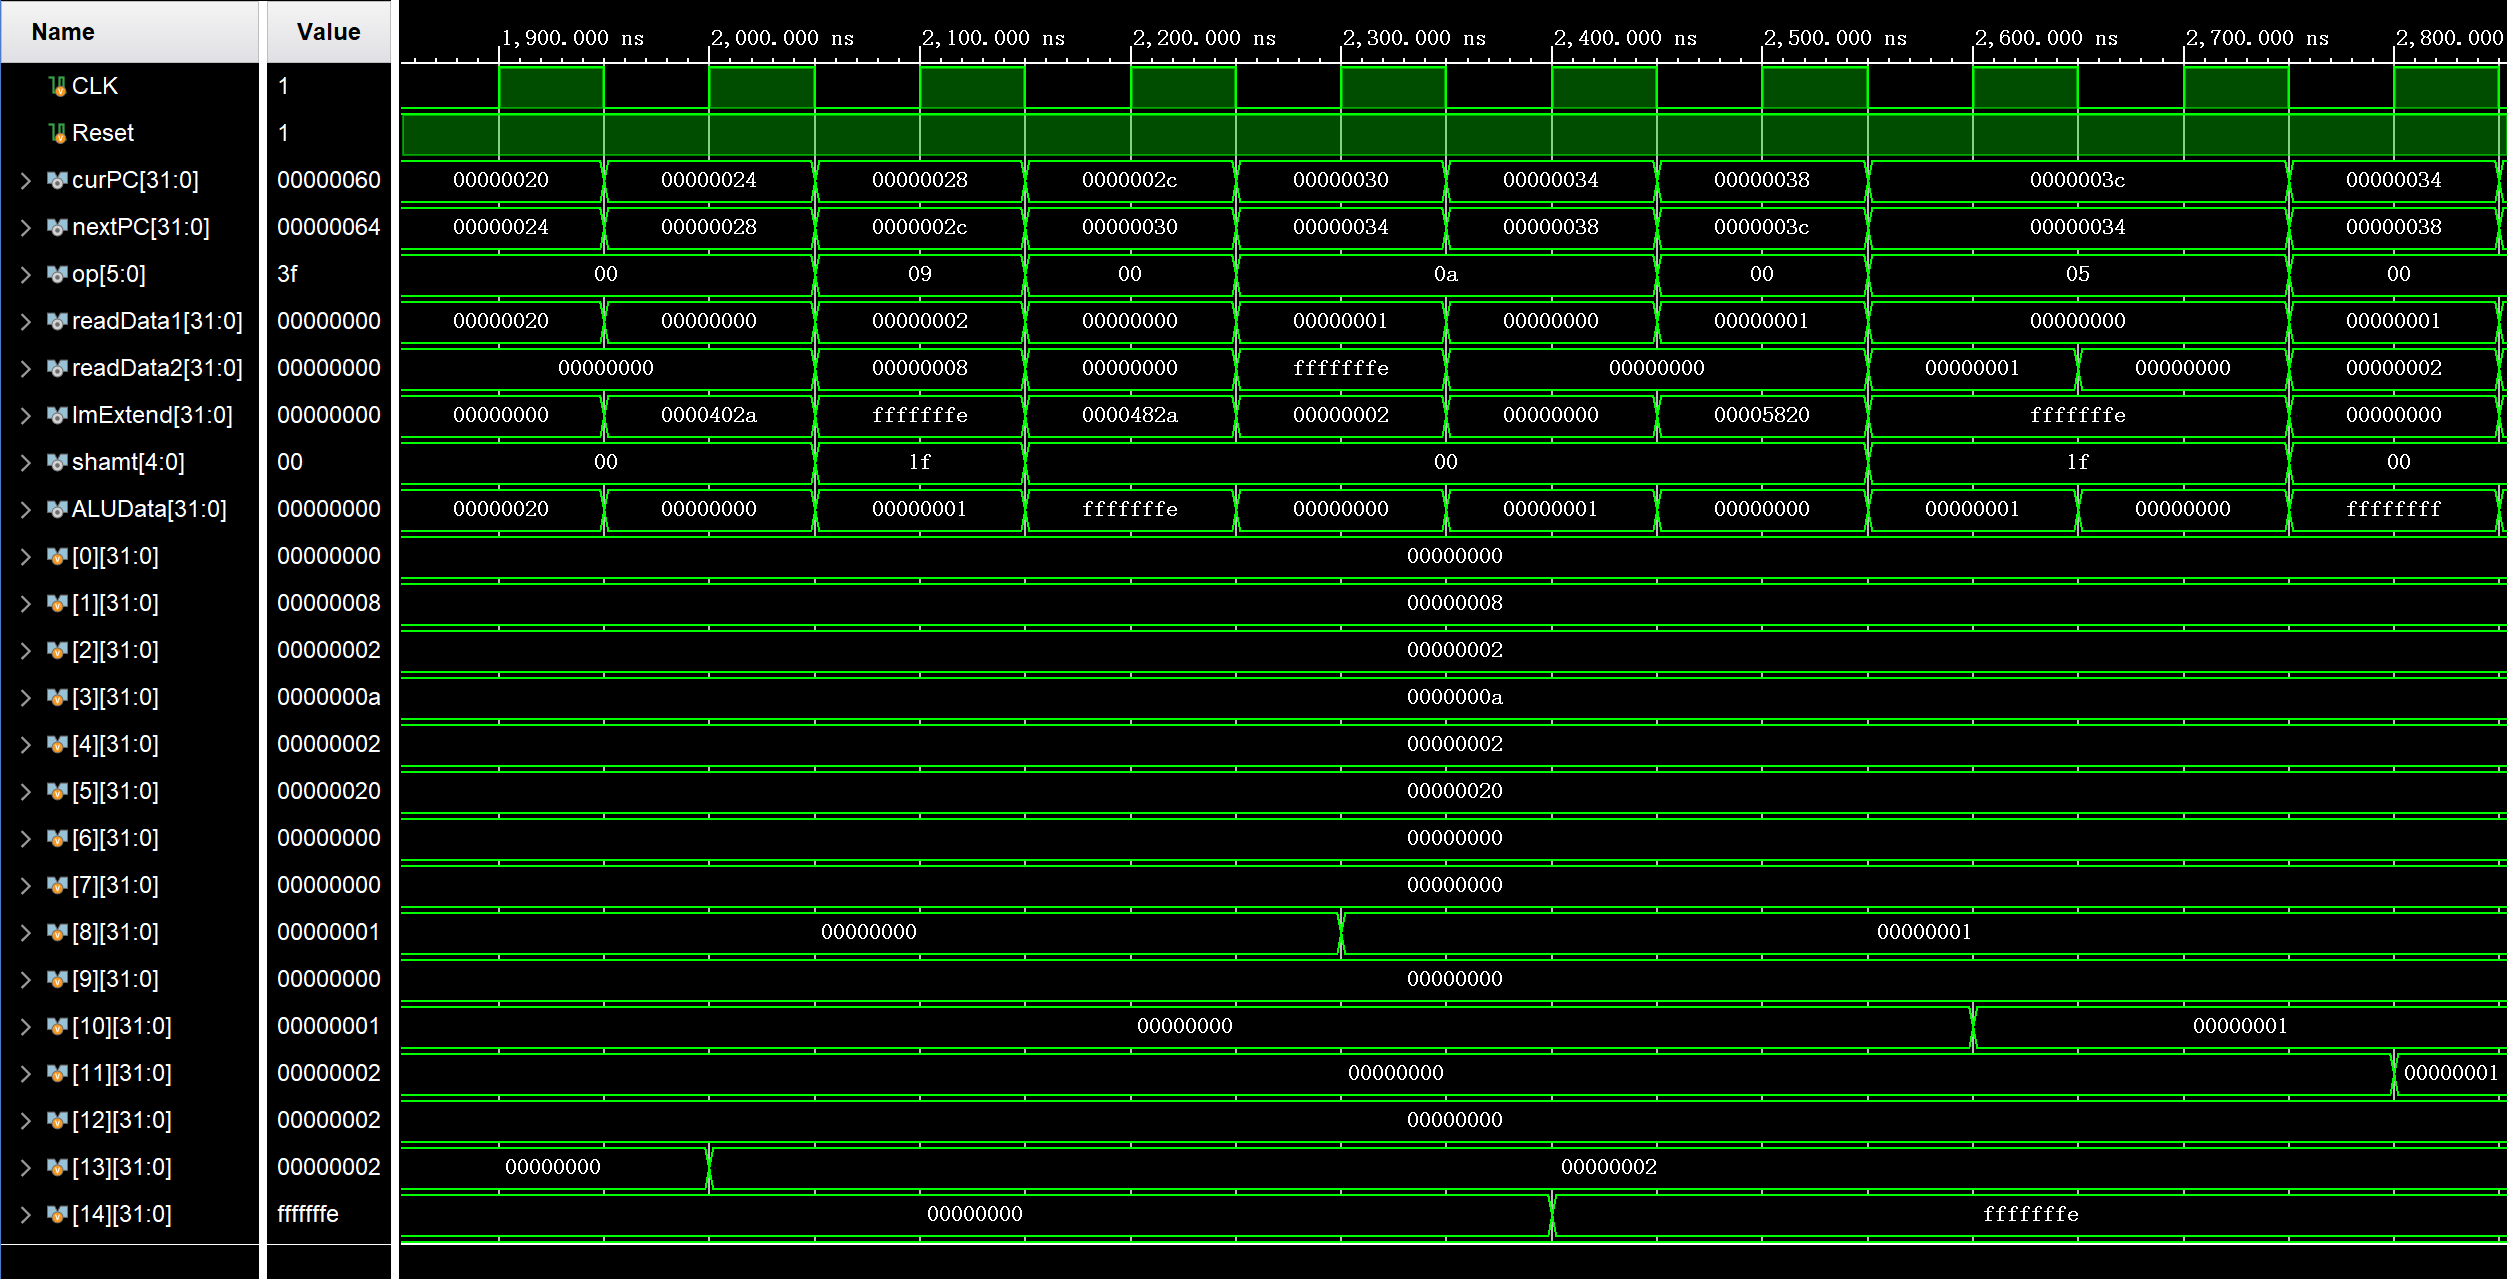 Name Value 1,900.000 ns 2,000.000 ns 2,100.000 ns 2,200.000 ns 2,300.000 ns 2,400.000 ns 2,500.000 ns 2,600.000 ns 2,700.000 ns 2,800.000
CLK 1
Reset 1
curPC[31:0] 00000060 00000020 00000024 00000028 0000002c 00000030 00000034 00000038 0000003c 00000034
nextPC[31:0] 00000064 00000024 00000028 0000002c 00000030 00000034 00000038 0000003c 00000034 00000038
op[5:0] 3f 00 09 00 0a 00 05 00
readData1[31:0] 00000000 00000020 00000000 00000002 00000000 00000001 00000000 00000001 00000000 00000001
readData2[31:0] 00000000 00000000 00000008 00000000 fffffffe 00000000 00000001 00000000 00000002
ImExtend[31:0] 00000000 00000000 0000402a fffffffe 0000482a 00000002 00000000 00005820 fffffffe 00000000
shamt[4:0] 00 00 1f 00 1f 00
ALUData[31:0] 00000000 00000020 00000000 00000001 fffffffe 00000000 00000001 00000000 00000001 00000000 ffffffff
[0][31:0] 00000000 00000000
[1][31:0] 00000008 00000008
[2][31:0] 00000002 00000002
[3][31:0] 0000000a 0000000a
[4][31:0] 00000002 00000002
[5][31:0] 00000020 00000020
[6][31:0] 00000000 00000000
[7][31:0] 00000000 00000000
[8][31:0] 00000001 00000000 00000001
[9][31:0] 00000000 00000000
[10][31:0] 00000001 00000000 00000001
[11][31:0] 00000002 00000000 00000001
[12][31:0] 00000002 00000000
[13][31:0] 00000002 00000000 00000002
[14][31:0] fffffffe 00000000 fffffffe